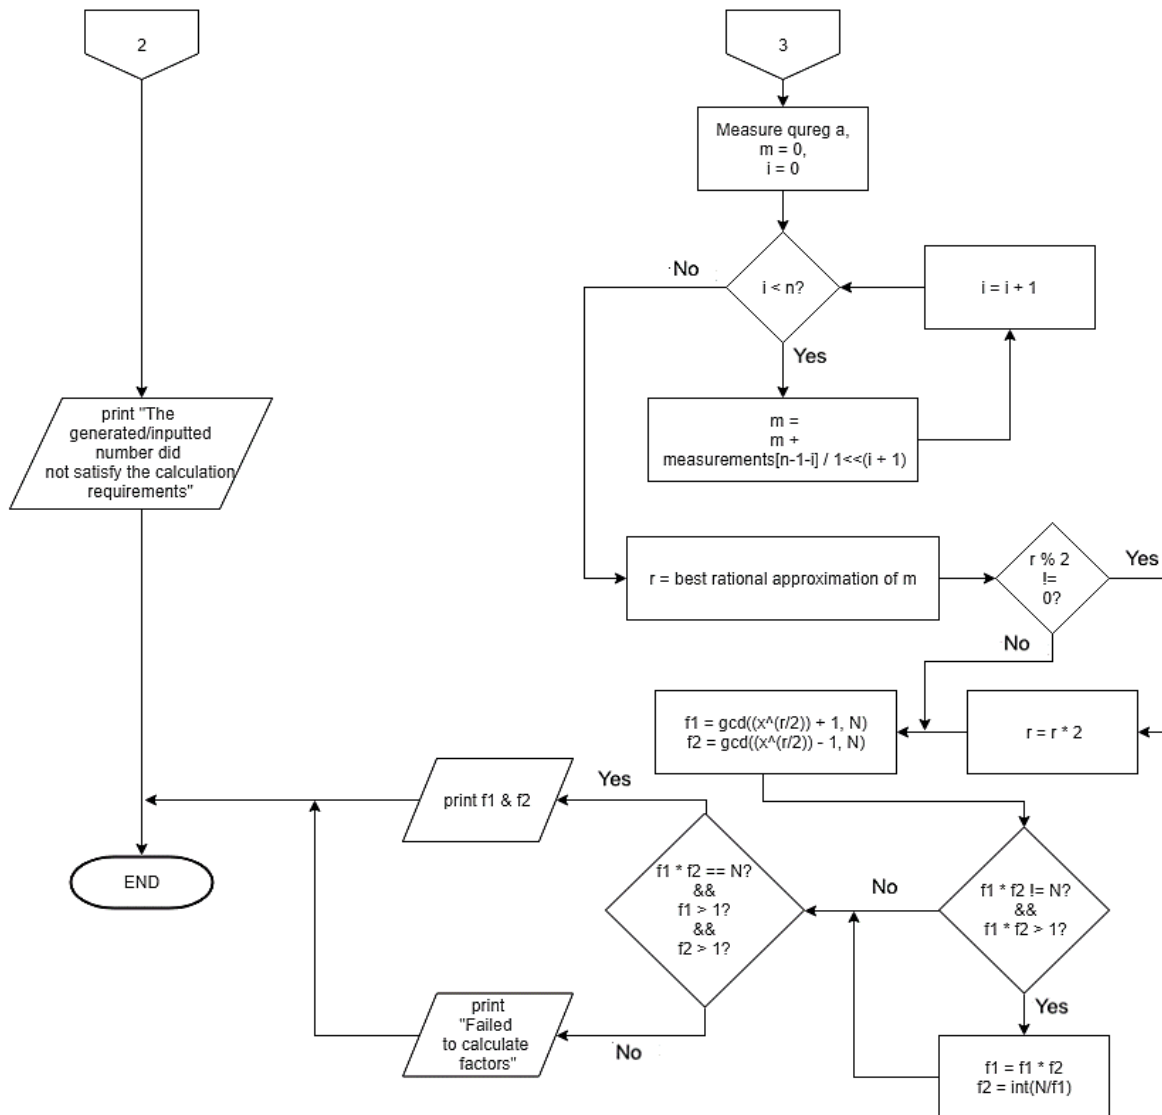 2
3
Measure qureg a,
m = 0,
i = 0
No
i < n?
i = i + 1
Yes
print "The
generated/inputted
number did
not satisfy the calculation
requirements"
m =
m +
measurements[n-1-i] / 1<<(i + 1)
r = best rational approximation of m
r % 2
!=
0?
Yes
No
f1 = gcd((x^(r/2)) + 1, N)
f2 = gcd((x^(r/2)) - 1, N)
r = r * 2
print f1 & f2
Yes
END
f1 * f2 == N?
&&
f1 > 1?
&&
f2 > 1?
No
f1 * f2 != N?
&&
f1 * f2 > 1?
Yes
print
"Failed
to calculate
factors"
No
f1 = f1 * f2
f2 = int(N/f1)